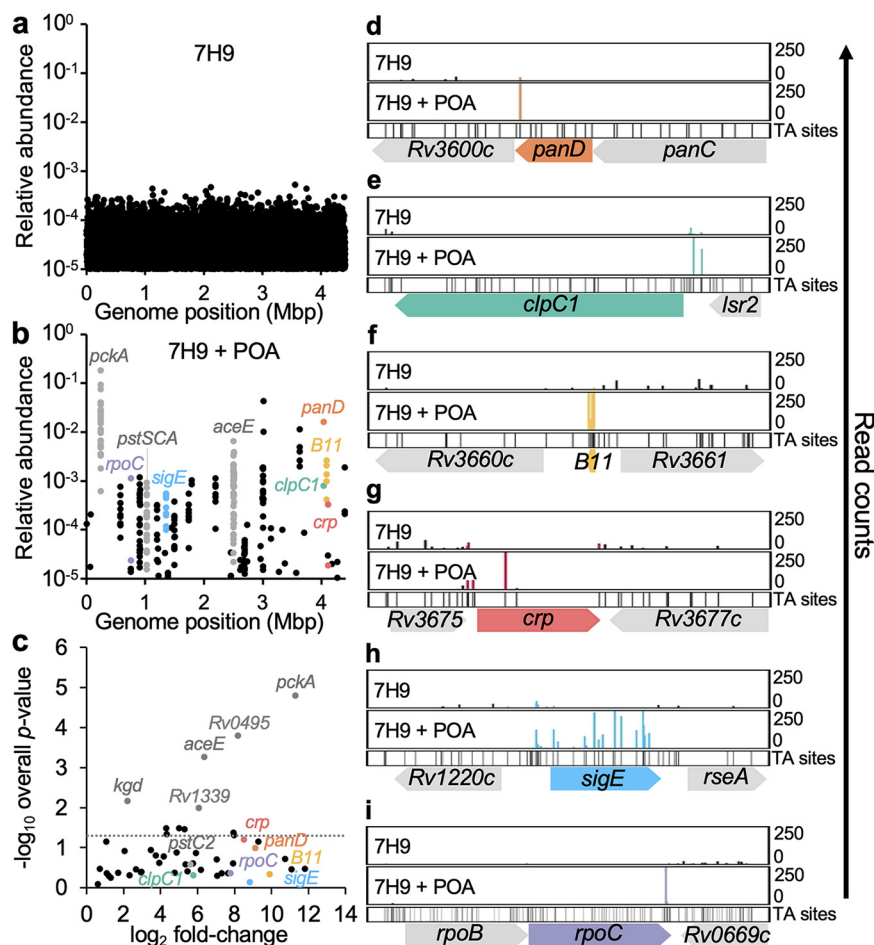 a
7H9
Relative abundance
10⁰
10⁻¹
10⁻²
10⁻³
10⁻⁴
10⁻⁵
0 1 2 3 4
Genome position (Mbp)
b
7H9 + POA
Relative abundance
10⁰
10⁻¹
10⁻²
10⁻³
10⁻⁴
10⁻⁵
pckA
pstSCA
aceE
panD
rpoC
sigE
B11
clpC1
crp
0 1 2 3 4
Genome position (Mbp)
c
-log₁₀ overall p-value
6
5
4
3
2
1
0
pckA
Rv0495
aceE
kgd
Rv1339
crp
pstC2
panD
rpoC
B11
clpC1
sigE
0 2 4 6 8 10 12 14
log₂ fold-change
d
7H9
250
0
7H9 + POA
250
0
TA sites
Rv3600c panD panC
e
7H9
250
0
7H9 + POA
250
0
TA sites
clpC1 lsr2
f
7H9
250
0
7H9 + POA
250
0
TA sites
Rv3660c B11 Rv3661
g
7H9
250
0
7H9 + POA
250
0
TA sites
Rv3675 crp Rv3677c
h
7H9
250
0
7H9 + POA
250
0
TA sites
Rv1220c sigE rseA
i
7H9
250
0
7H9 + POA
250
0
TA sites
rpoB rpoC Rv0669c
Read counts